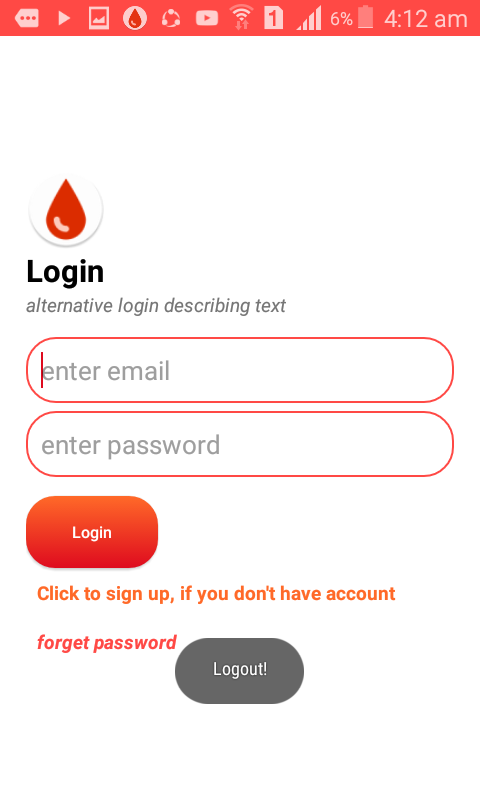 1 6% 4:12 am
Login
alternative login describing text
enter email
enter password
Login
Click to sign up, if you don't have account
forget password
Logout!